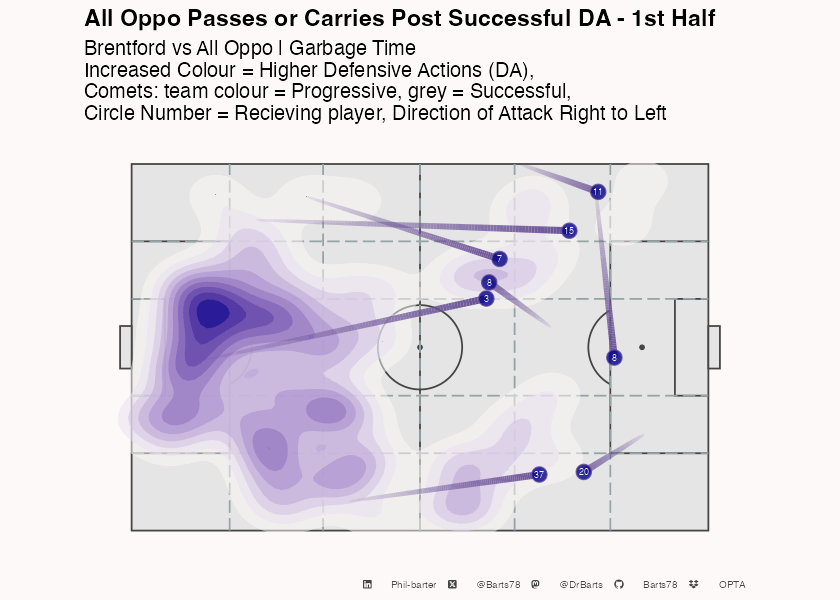 All Oppo Passes or Carries Post Successful DA - 1st Half
Brentford vs All Oppo | Garbage Time
Increased Colour = Higher Defensive Actions (DA),
Comets: team colour = Progressive, grey = Successful,
Circle Number = Recieving player, Direction of Attack Right to Left
11
15
7
8
3
8
37
20
Phil-barter @Barts78 @DrBarts Barts78 OPTA